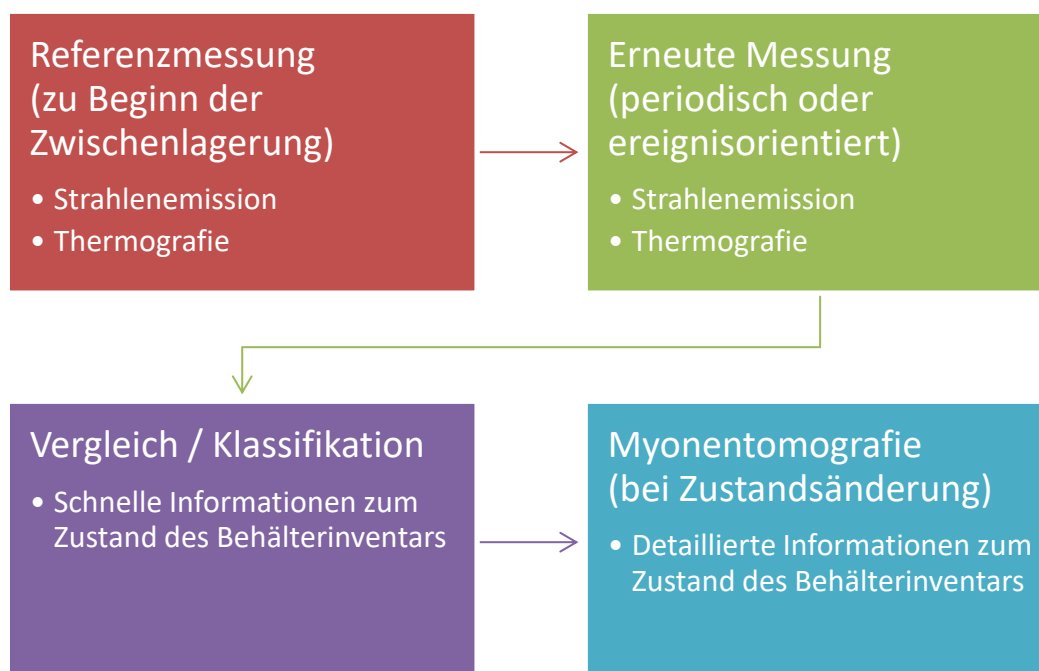 Referenzmessung
(zu Beginn der
Zwischenlagerung)
• Strahlenemission
• Thermografie
Erneute Messung
(periodisch oder
ereignisorientiert)
• Strahlenemission
• Thermografie
Vergleich / Klassifikation
• Schnelle Informationen zum
Zustand des Behälterinventars
Myonentomografie
(bei Zustandsänderung)
• Detaillierte Informationen zum
Zustand des Behälterinventars